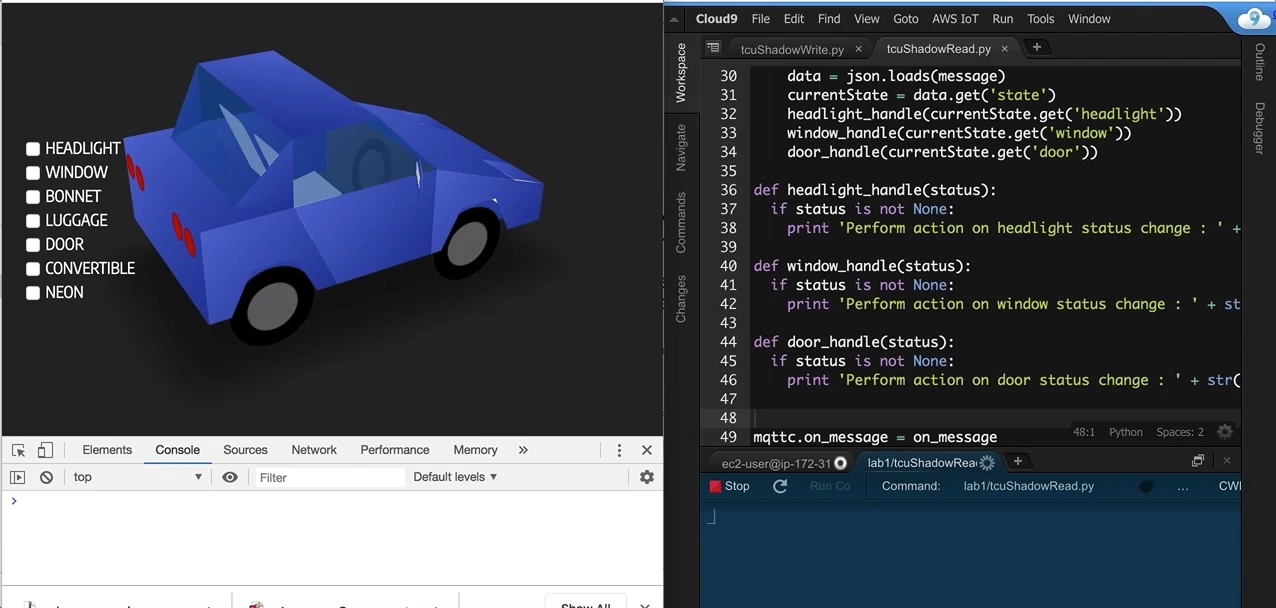 HEADLIGHT
WINDOW
BONNET
LUGGAGE
DOOR
CONVERTIBLE
NEON
Elements Console Sources Network Performance Memory »
top ▼ Filter Default levels ▼
>
Show All
Cloud9 File Edit Find View Goto AWS IoT Run Tools Window
Workspace
Navigate
Commands
Changes
tcuShadowWrite.py × tcuShadowRead.py × +
30 data = json.loads(message)
31 currentState = data.get('state')
32 headlight_handle(currentState.get('headlight'))
33 window_handle(currentState.get('window'))
34 door_handle(currentState.get('door'))
35
36 def headlight_handle(status):
37 if status is not None:
38 print 'Perform action on headlight status change : ' +
39
40 def window_handle(status):
41 if status is not None:
42 print 'Perform action on window status change : ' + st
43
44 def door_handle(status):
45 if status is not None:
46 print 'Perform action on door status change : ' + str(
47
48
49 mqttc.on_message = on_message
48:1 Python Spaces: 2
ec2-user@ip-172-31 lab1/tcuShadowRea +
Stop Run Co Command: lab1/tcuShadowRead.py ... CW
Outline
Debugger